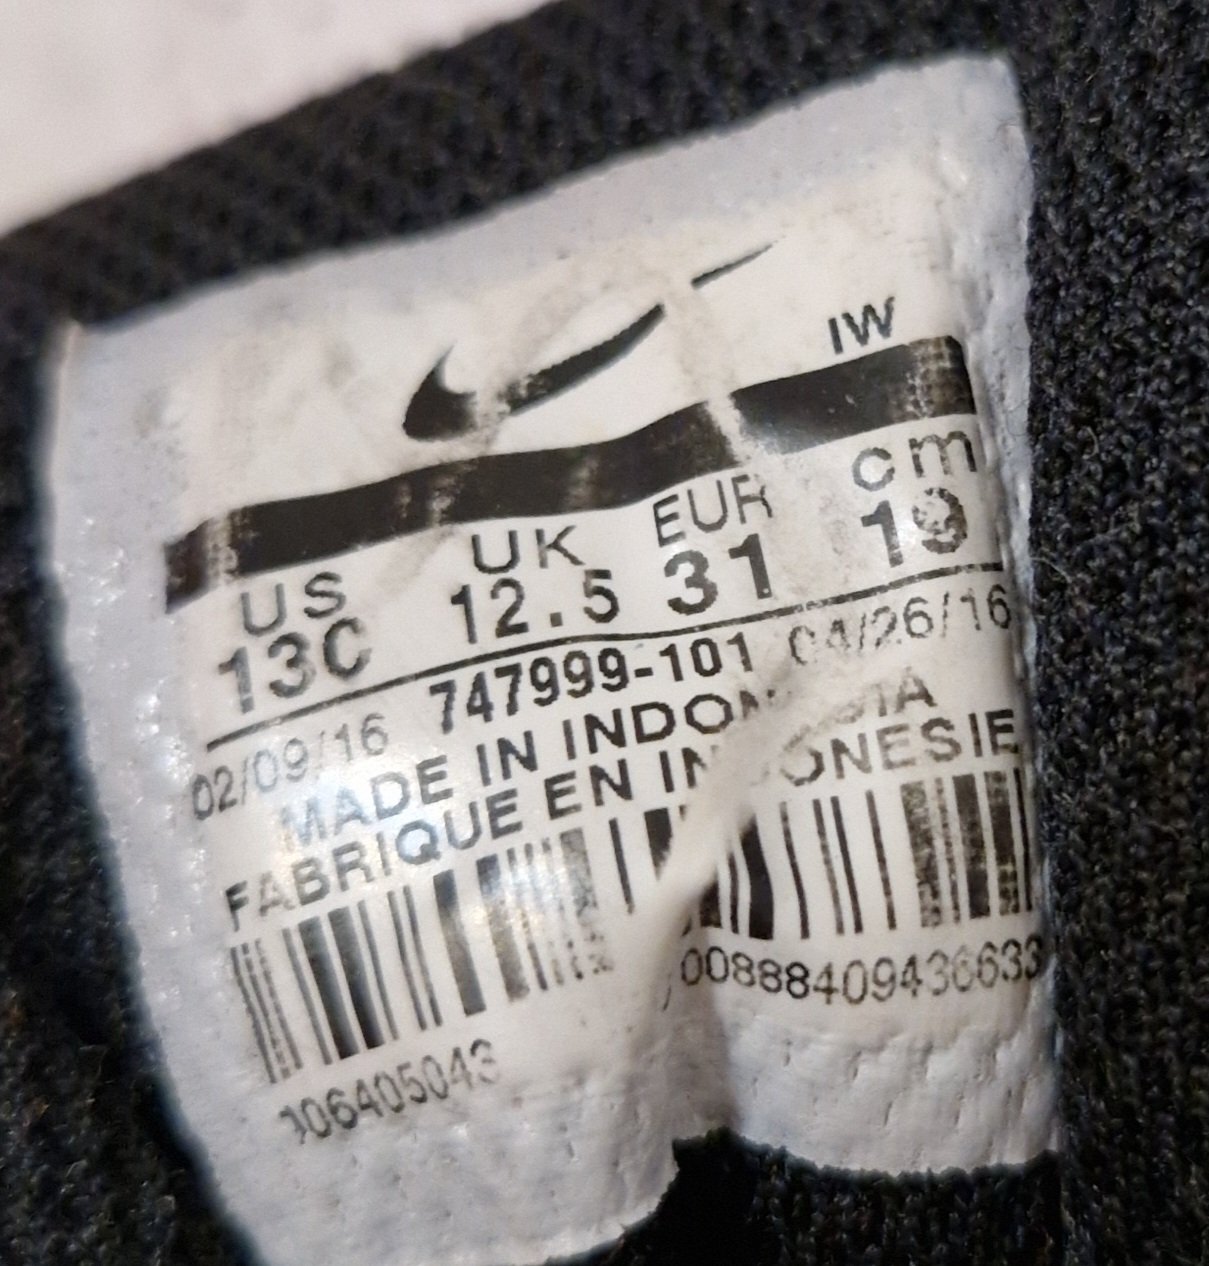 IW
US UK EUR cm
13C 12.5 31 19
02/09/16 747999-101 04/26/16
MADE IN INDONESIA
FABRIQUE EN INDONESIE
00888409436633
106405043